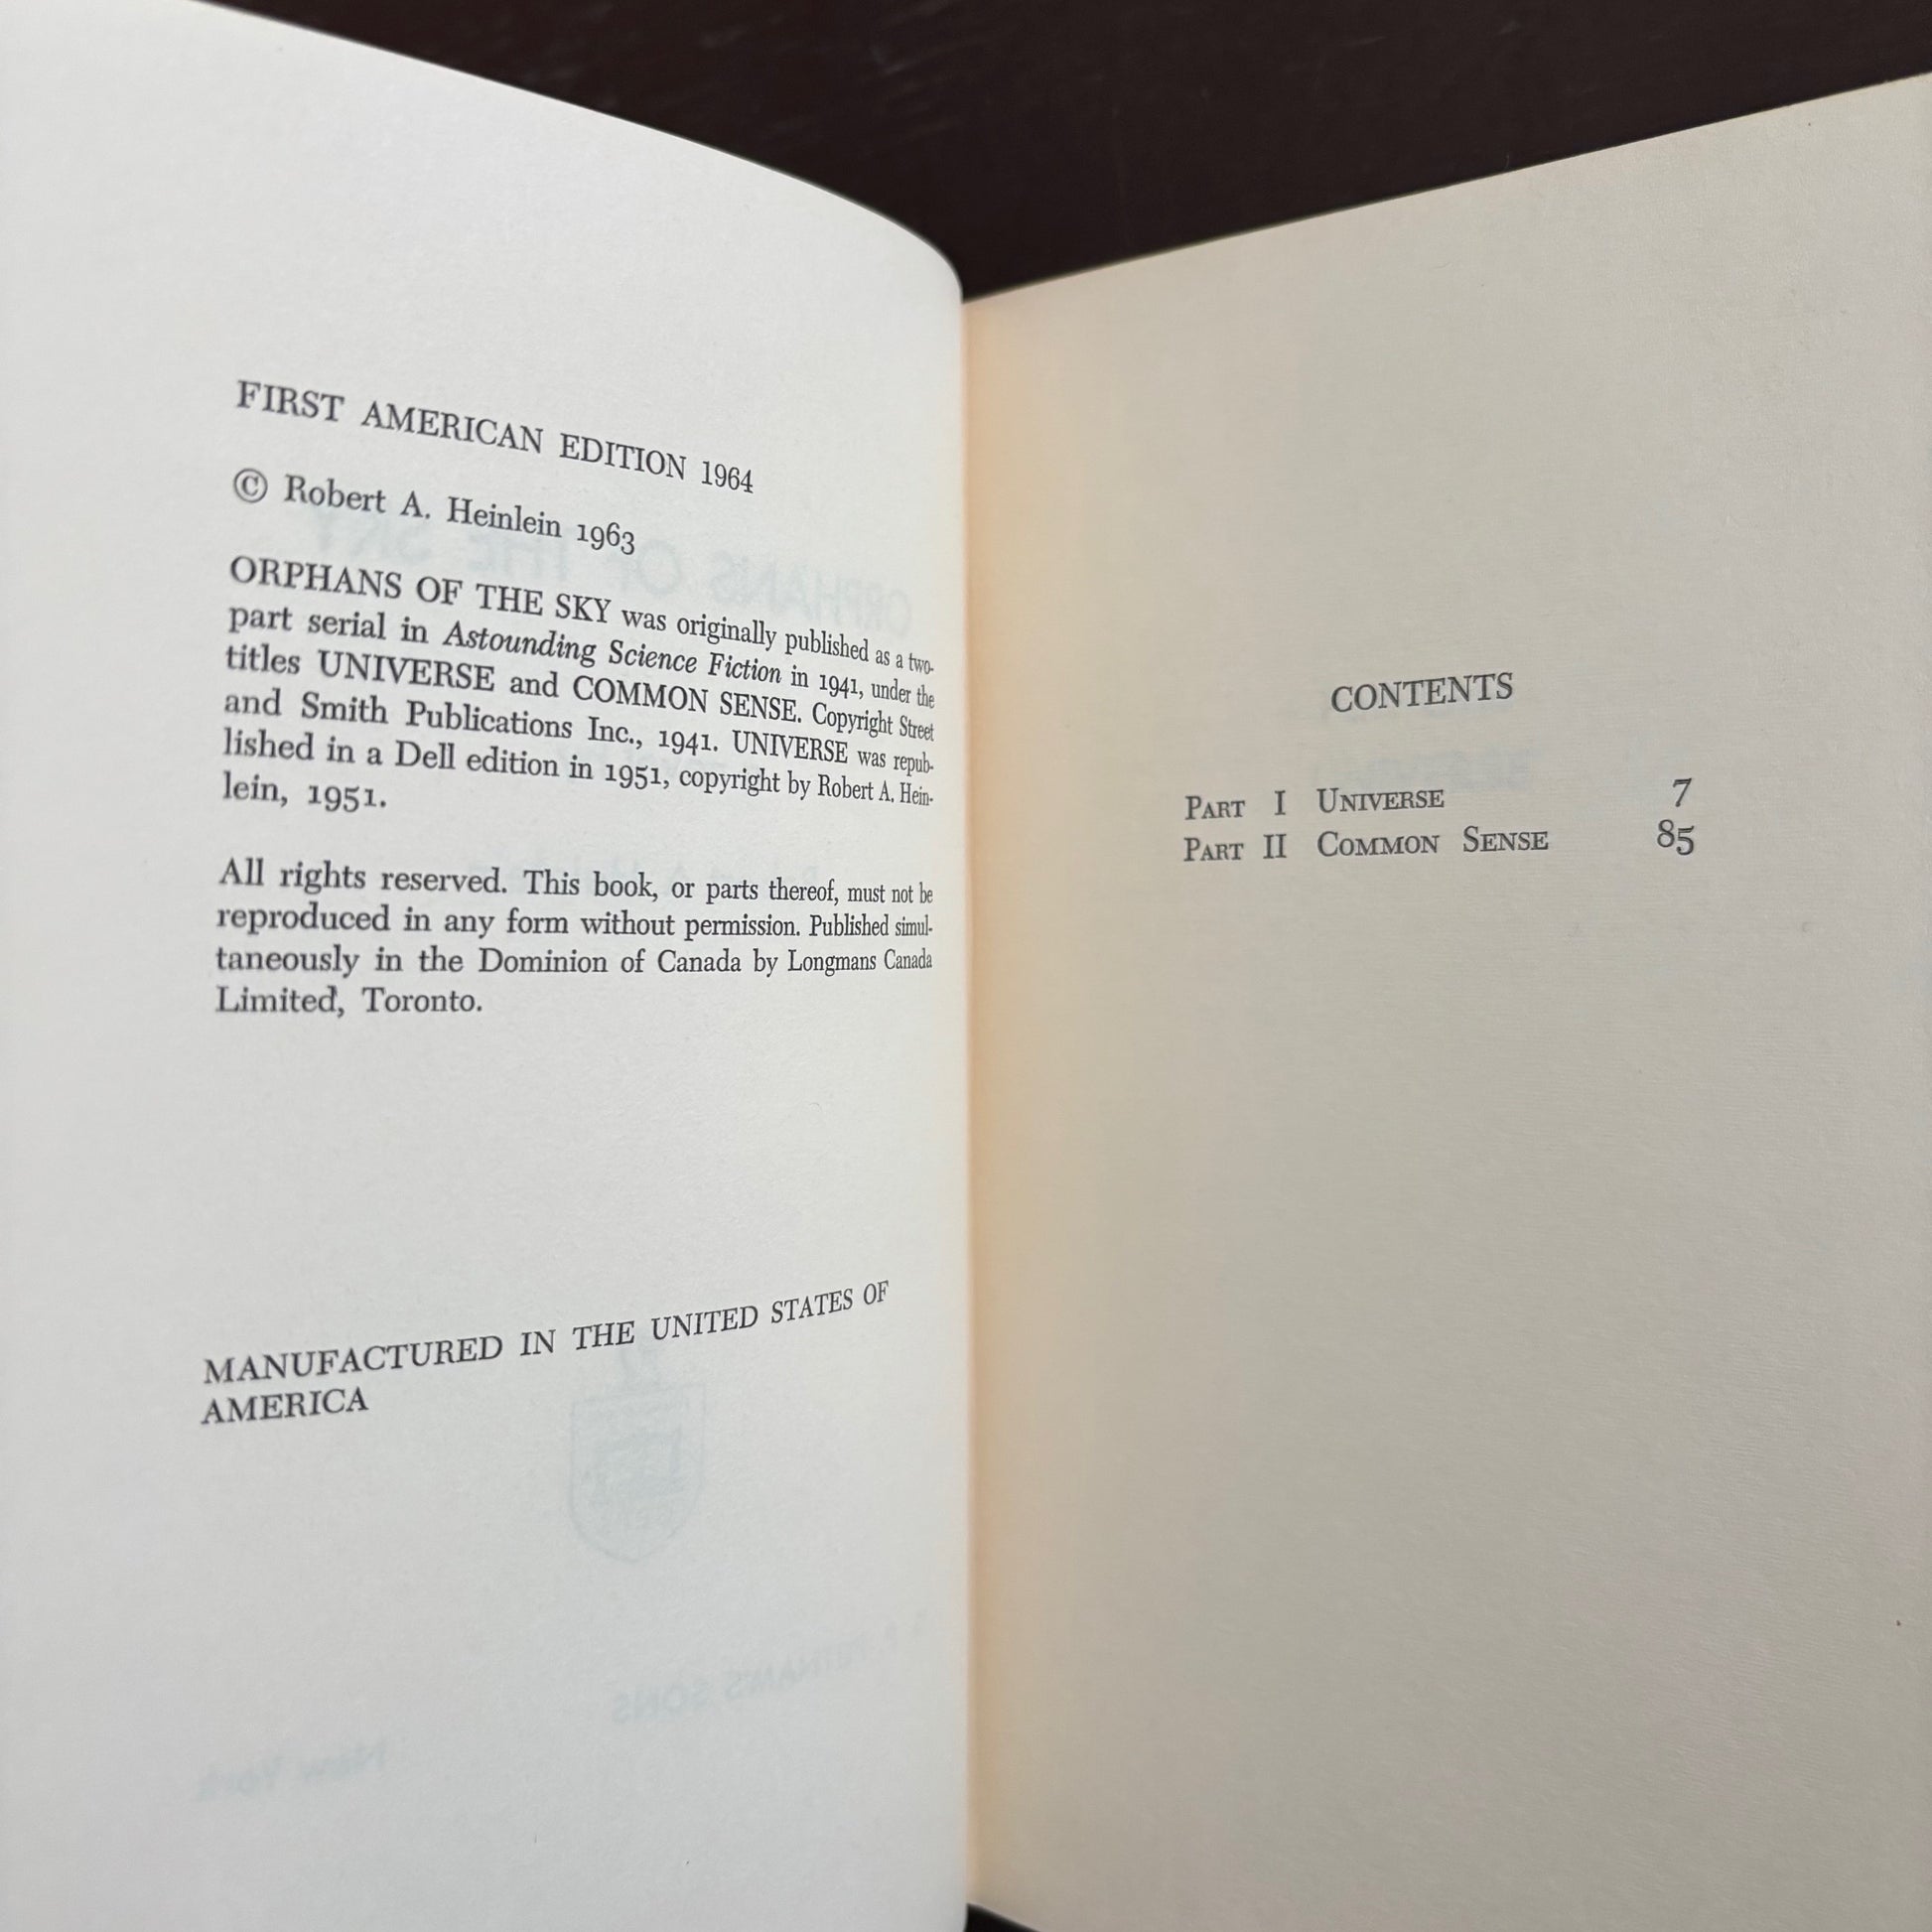 FIRST AMERICAN EDITION 1964
© Robert A. Heinlein 1963
ORPHANS OF THE SKY was originally published as a two-
part serial in Astounding Science Fiction in 1941, under the
titles UNIVERSE and COMMON SENSE. Copyright Street
and Smith Publications Inc., 1941. UNIVERSE was repub-
lished in a Dell edition in 1951, copyright by Robert A. Hein-
lein, 1951.
All rights reserved. This book, or parts thereof, must not be
reproduced in any form without permission. Published simul-
taneously in the Dominion of Canada by Longmans Canada
Limited, Toronto.
MANUFACTURED IN THE UNITED STATES OF
AMERICA
CONTENTS
PART I UNIVERSE 7
PART II COMMON SENSE 85